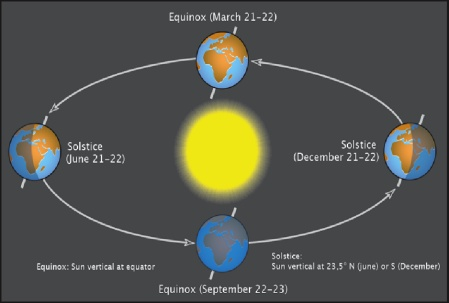 Equinox (March 21-22)
Solstice
(June 21-22)
Solstice
(December 21-22)
Equinox: Sun vertical at equator
Solstice:
Sun vertical at 23,5° N (june) or S (December)
Equinox (September 22-23)